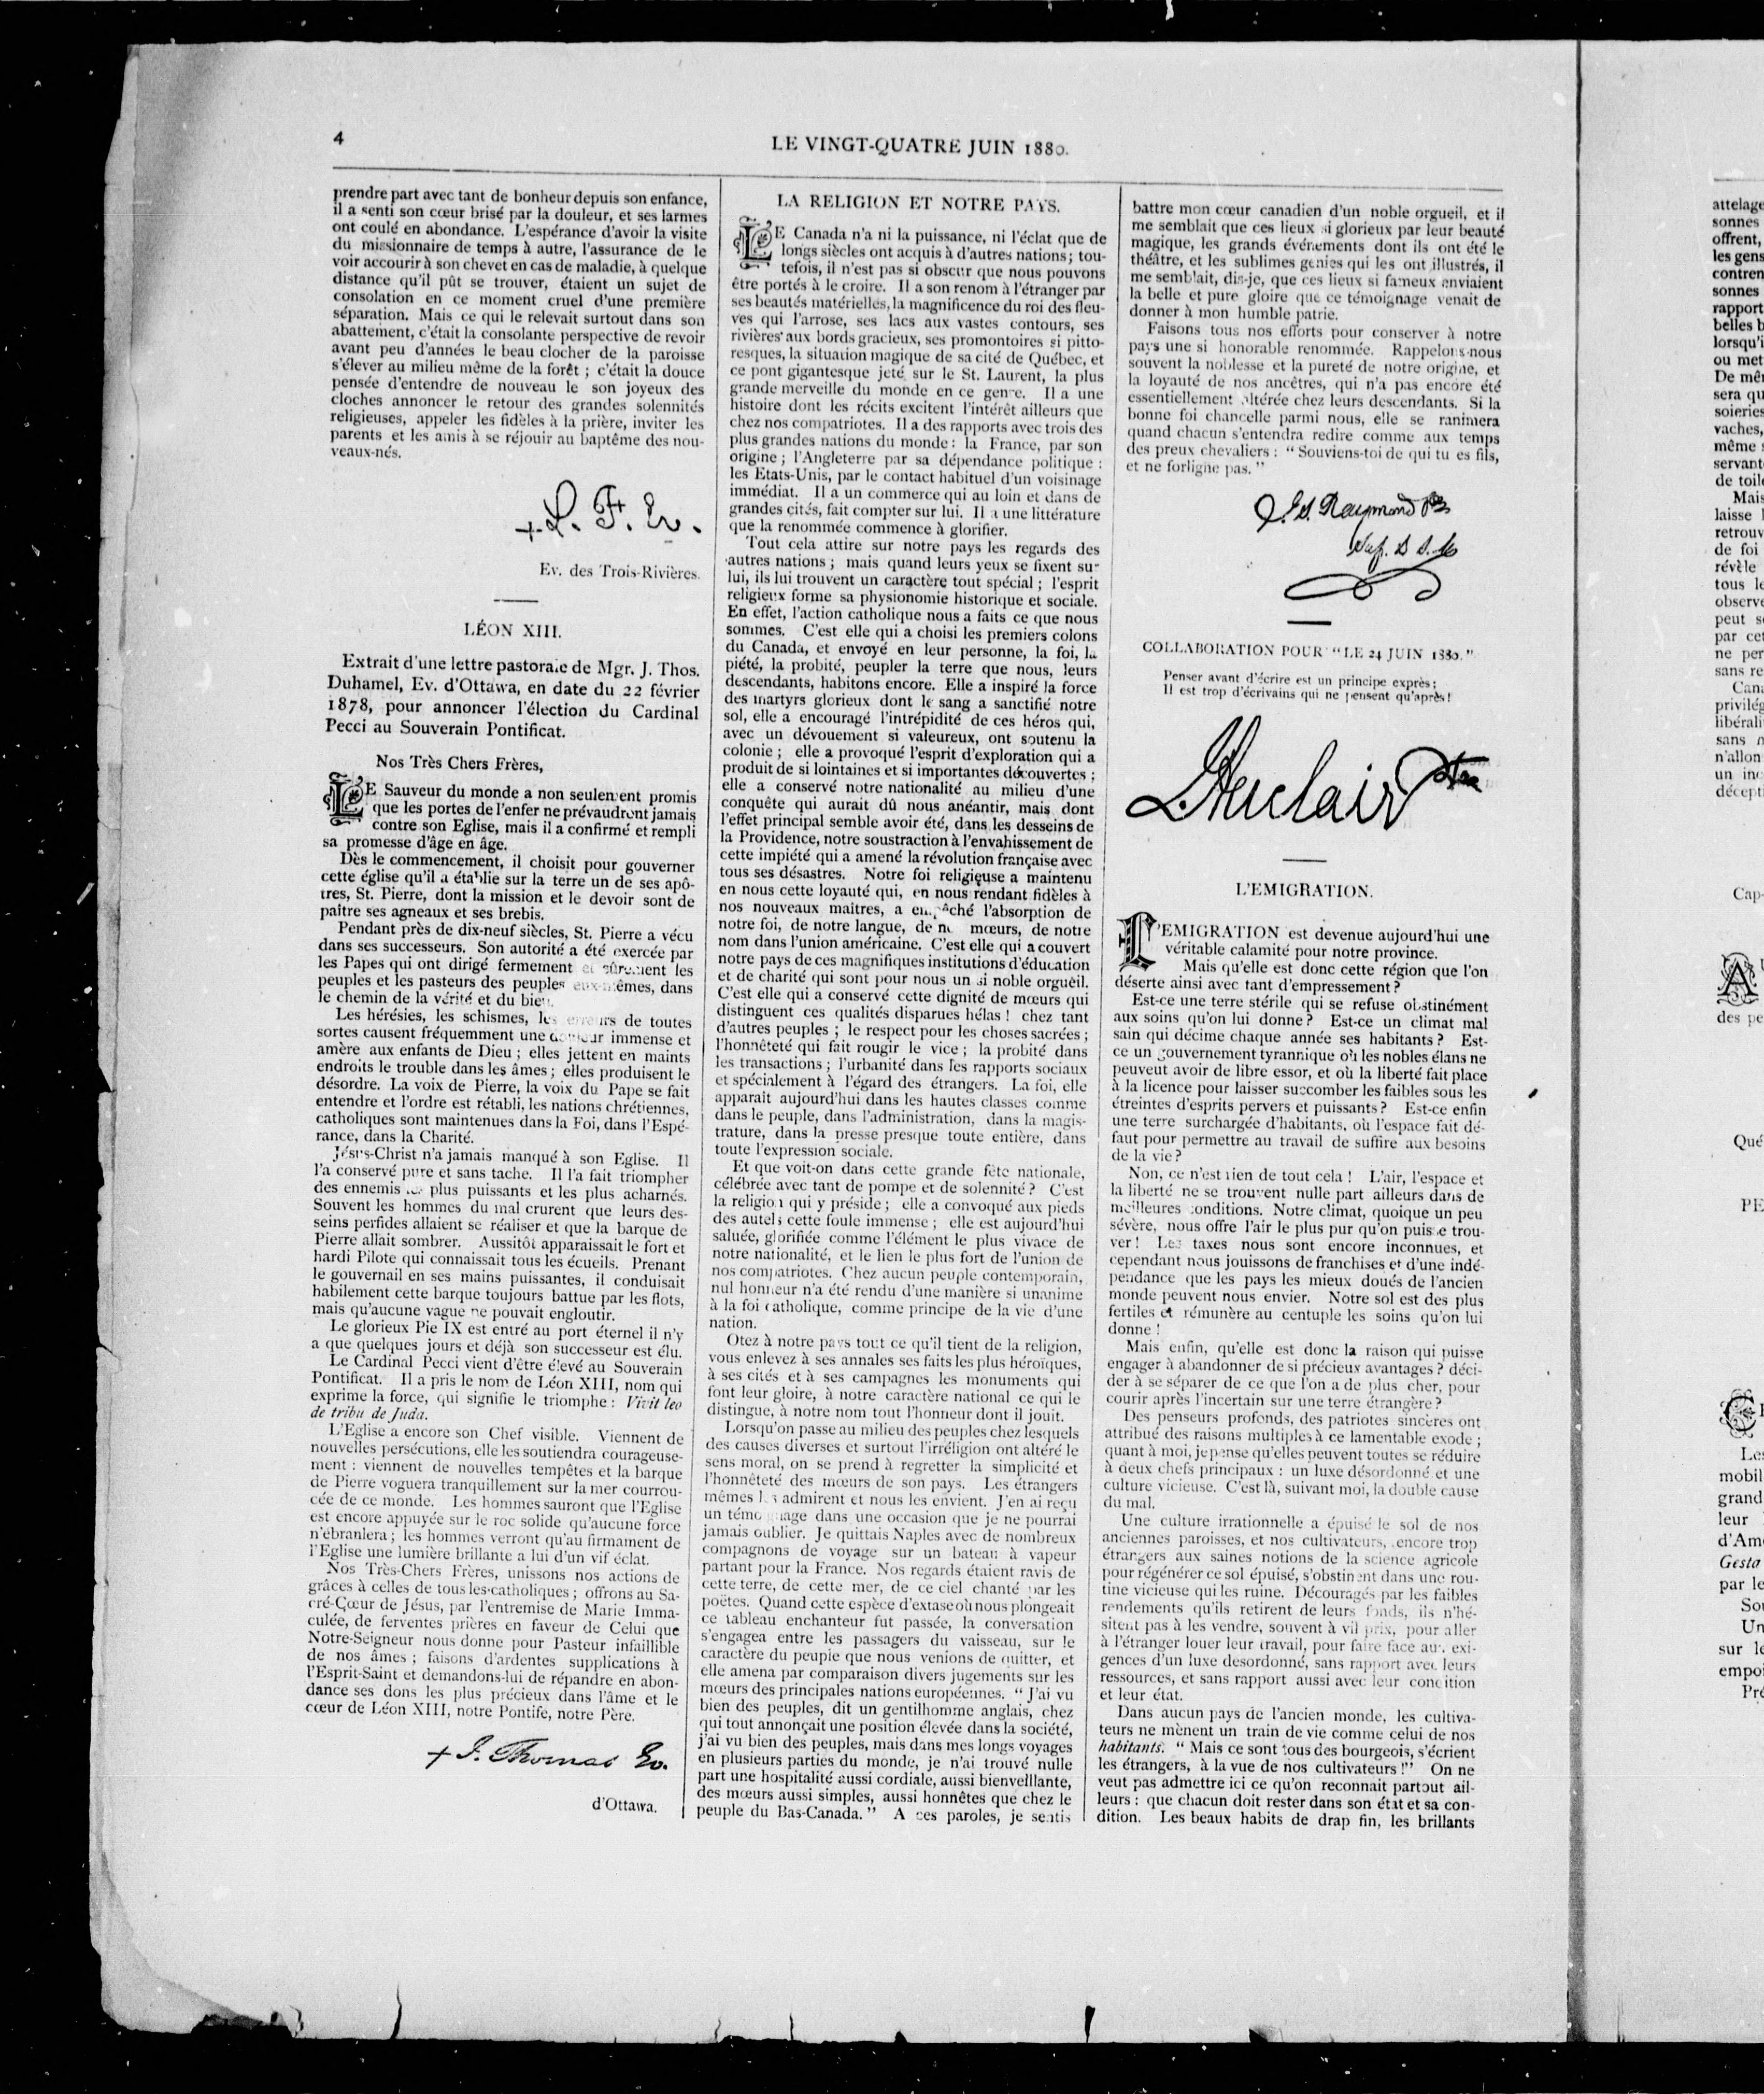 4
LE VINGT-QUATRE JUIN 1880.
prendre part avec tant de bonheur depuis son enfance,
il a senti son cœur brisé par la douleur, et ses larmes
ont coulé en abondance. L'espérance d'avoir la visite
du missionnaire de temps à autre, l'assurance de le
voir accourir à son chevet en cas de maladie, à quelque
distance qu'il pût se trouver, étaient un sujet de
consolation en ce moment cruel d'une première
séparation. Mais ce qui le relevait surtout dans son
abattement, c'était la consolante perspective de revoir
avant peu d'années le beau clocher de la paroisse
s'élever au milieu même de la forêt ; c'était la douce
pensée d'entendre de nouveau le son joyeux des
cloches annoncer le retour des grandes solennités
religieuses, appeler les fidèles à la prière, inviter les
parents et les amis à se réjouir au baptême des nou-
veaux-nés.
+ L. F. Ev.
Ev. des Trois-Rivières.
LÉON XIII.
Extrait d'une lettre pastorale de Mgr. J. Thos.
Duhamel, Ev. d'Ottawa, en date du 22 février
1878, pour annoncer l'élection du Cardinal
Pecci au Souverain Pontificat.
Nos Très Chers Frères,
LE Sauveur du monde a non seulement promis
que les portes de l'enfer ne prévaudront jamais
contre son Eglise, mais il a confirmé et rempli
sa promesse d'âge en âge.
Dès le commencement, il choisit pour gouverner
cette église qu'il a établie sur la terre un de ses apô-
tres, St. Pierre, dont la mission et le devoir sont de
paître ses agneaux et ses brebis.
Pendant près de dix-neuf siècles, St. Pierre a vécu
dans ses successeurs. Son autorité a été exercée par
les Papes qui ont dirigé fermement et sûrement les
peuples et les pasteurs des peuples eux-mêmes, dans
le chemin de la vérité et du bien.
Les hérésies, les schismes, les erreurs de toutes
sortes causent fréquemment une douleur immense et
amère aux enfants de Dieu ; elles jettent en maints
endroits le trouble dans les âmes ; elles produisent le
désordre. La voix de Pierre, la voix du Pape se fait
entendre et l'ordre est rétabli, les nations chrétiennes,
catholiques sont maintenues dans la Foi, dans l'Espé-
rance, dans la Charité.
Jésus-Christ n'a jamais manqué à son Eglise. Il
l'a conservé pure et sans tache. Il l'a fait triompher
des ennemis les plus puissants et les plus acharnés.
Souvent les hommes du mal crurent que leurs des-
seins perfides allaient se réaliser et que la barque de
Pierre allait sombrer. Aussitôt apparaissait le fort et
hardi Pilote qui connaissait tous les écueils. Prenant
le gouvernail en ses mains puissantes, il conduisait
habilement cette barque toujours battue par les flots,
mais qu'aucune vague ne pouvait engloutir.
Le glorieux Pie IX est entré au port éternel il n'y
a que quelques jours et déjà son successeur est élu.
Le Cardinal Pecci vient d'être élevé au Souverain
Pontificat. Il a pris le nom de Léon XIII, nom qui
exprime la force, qui signifie le triomphe : Vivit leo
de tribu de Juda.
L'Eglise a encore son Chef visible. Viennent de
nouvelles persécutions, elle les soutiendra courageuse-
ment : viennent de nouvelles tempêtes et la barque
de Pierre voguera tranquillement sur la mer courrou-
cée de ce monde. Les hommes sauront que l'Eglise
est encore appuyée sur le roc solide qu'aucune force
n'ébranlera ; les hommes verront qu'au firmament de
l'Eglise une lumière brillante a lui d'un vif éclat.
Nos Très-Chers Frères, unissons nos actions de
grâces à celles de tous les catholiques ; offrons au Sa-
cré-Cœur de Jésus, par l'entremise de Marie Imma-
culée, de ferventes prières en faveur de Celui que
Notre-Seigneur nous donne pour Pasteur infaillible
de nos âmes ; faisons d'ardentes supplications à
l'Esprit-Saint et demandons-lui de répandre en abon-
dance ses dons les plus précieux dans l'âme et le
cœur de Léon XIII, notre Pontife, notre Père.
+ J. Thomas Ev.
d'Ottawa.
LA RELIGION ET NOTRE PAYS.
LE Canada n'a ni la puissance, ni l'éclat que de
longs siècles ont acquis à d'autres nations ; tou-
tefois, il n'est pas si obscur que nous pouvons
être portés à le croire. Il a son renom à l'étranger par
ses beautés matérielles, la magnificence du roi des fleu-
ves qui l'arrose, ses lacs aux vastes contours, ses
rivières aux bords gracieux, ses promontoires si pitto-
resques, la situation magique de sa cité de Québec, et
ce pont gigantesque jeté sur le St. Laurent, la plus
grande merveille du monde en ce genre. Il a une
histoire dont les récits excitent l'intérêt ailleurs que
chez nos compatriotes. Il a des rapports avec trois des
plus grandes nations du monde : la France, par son
origine ; l'Angleterre par sa dépendance politique :
les Etats-Unis, par le contact habituel d'un voisinage
immédiat. Il a un commerce qui au loin et dans de
grandes cités, fait compter sur lui. Il a une littérature
que la renommée commence à glorifier.
Tout cela attire sur notre pays les regards des
autres nations ; mais quand leurs yeux se fixent su-
lui, ils lui trouvent un caractère tout spécial ; l'esprit
religieux forme sa physionomie historique et sociale.
En effet, l'action catholique nous a faits ce que nous
sommes. C'est elle qui a choisi les premiers colons
du Canada, et envoyé en leur personne, la foi, la
piété, la probité, peupler la terre que nous, leurs
descendants, habitons encore. Elle a inspiré la force
des martyrs glorieux dont le sang a sanctifié notre
sol, elle a encouragé l'intrépidité de ces héros qui,
avec un dévouement si valeureux, ont soutenu la
colonie ; elle a provoqué l'esprit d'exploration qui a
produit de si lointaines et si importantes découvertes ;
elle a conservé notre nationalité au milieu d'une
conquête qui aurait dû nous anéantir, mais dont
l'effet principal semble avoir été, dans les desseins de
la Providence, notre soustraction à l'envahissement de
cette impiété qui a amené la révolution française avec
tous ses désastres. Notre foi religieuse a maintenu
en nous cette loyauté qui, en nous rendant fidèles à
nos nouveaux maîtres, a empêché l'absorption de
notre foi, de notre langue, de nos mœurs, de notre
nom dans l'union américaine. C'est elle qui a couvert
notre pays de ces magnifiques institutions d'éducation
et de charité qui sont pour nous un si noble orgueil.
C'est elle qui a conservé cette dignité de mœurs qui
distinguent ces qualités disparues hélas ! chez tant
d'autres peuples ; le respect pour les choses sacrées ;
l'honnêteté qui fait rougir le vice ; la probité dans
les transactions ; l'urbanité dans les rapports sociaux
et spécialement à l'égard des étrangers. La foi, elle
apparait aujourd'hui dans les hautes classes comme
dans le peuple, dans l'administration, dans la magis-
trature, dans la presse presque toute entière, dans
toute l'expression sociale.
Et que voit-on dans cette grande fête nationale,
célébrée avec tant de pompe et de solennité ? C'est
la religion qui y préside ; elle a convoqué aux pieds
des autels cette foule immense ; elle est aujourd'hui
saluée, glorifiée comme l'élément le plus vivace de
notre nationalité, et le lien le plus fort de l'union de
nos compatriotes. Chez aucun peuple contemporain,
nul honneur n'a été rendu d'une manière si unanime
à la foi catholique, comme principe de la vie d'une
nation.
Otez à notre pays tout ce qu'il tient de la religion,
vous enlevez à ses annales ses faits les plus héroïques,
à ses cités et à ses campagnes les monuments qui
font leur gloire, à notre caractère national ce qui le
distingue, à notre nom tout l'honneur dont il jouit.
Lorsqu'on passe au milieu des peuples chez lesquels
des causes diverses et surtout l'irréligion ont altéré le
sens moral, on se prend à regretter la simplicité et
l'honnêteté des mœurs de son pays. Les étrangers
mêmes les admirent et nous les envient. J'en ai reçu
un témoignage dans une occasion que je ne pourrai
jamais oublier. Je quittais Naples avec de nombreux
compagnons de voyage sur un bateau à vapeur
partant pour la France. Nos regards étaient ravis de
cette terre, de cette mer, de ce ciel chanté par les
poëtes. Quand cette espèce d'extase où nous plongeait
ce tableau enchanteur fut passée, la conversation
s'engagea entre les passagers du vaisseau, sur le
caractère du peuple que nous venions de quitter, et
elle amena par comparaison divers jugements sur les
mœurs des principales nations européennes. " J'ai vu
bien des peuples, dit un gentilhomme anglais, chez
qui tout annonçait une position élevée dans la société,
j'ai vu bien des peuples, mais dans mes longs voyages
en plusieurs parties du monde, je n'ai trouvé nulle
part une hospitalité aussi cordiale, aussi bienveillante,
des mœurs aussi simples, aussi honnêtes que chez le
peuple du Bas-Canada. " A ces paroles, je sentis
battre mon cœur canadien d'un noble orgueil, et il
me semblait que ces lieux si glorieux par leur beauté
magique, les grands événements dont ils ont été le
théâtre, et les sublimes genies qui les ont illustrés, il
me semblait, dis-je, que ces lieux si fameux enviaient
la belle et pure gloire que ce témoignage venait de
donner à mon humble patrie.
Faisons tous nos efforts pour conserver à notre
pays une si honorable renommée. Rappelons-nous
souvent la noblesse et la pureté de notre origine, et
la loyauté de nos ancêtres, qui n'a pas encore été
essentiellement altérée chez leurs descendants. Si la
bonne foi chancelle parmi nous, elle se ranimera
quand chacun s'entendra redire comme aux temps
des preux chevaliers : " Souviens-toi de qui tu es fils,
et ne forligne pas. "
J. S. Raymond Ptre
Sup. D S. H
COLLABORATION POUR "LE 24 JUIN 1880."
Penser avant d'écrire est un principe exprès ;
Il est trop d'écrivains qui ne pensent qu'après !
Auclair Ptre
L'EMIGRATION.
L'EMIGRATION est devenue aujourd'hui une
véritable calamité pour notre province.
Mais qu'elle est donc cette région que l'on
déserte ainsi avec tant d'empressement ?
Est-ce une terre stérile qui se refuse obstinément
aux soins qu'on lui donne ? Est-ce un climat mal
sain qui décime chaque année ses habitants ? Est-
ce un gouvernement tyrannique où les nobles élans ne
peuvent avoir de libre essor, et où la liberté fait place
à la licence pour laisser succomber les faibles sous les
étreintes d'esprits pervers et puissants ? Est-ce enfin
une terre surchargée d'habitants, où l'espace fait dé-
faut pour permettre au travail de suffire aux besoins
de la vie ?
Non, ce n'est rien de tout cela ! L'air, l'espace et
la liberté ne se trouvent nulle part ailleurs dans de
meilleures conditions. Notre climat, quoique un peu
sévère, nous offre l'air le plus pur qu'on puisse trou-
ver ! Les taxes nous sont encore inconnues, et
cependant nous jouissons de franchises et d'une indé-
pendance que les pays les mieux doués de l'ancien
monde peuvent nous envier. Notre sol est des plus
fertiles et rémunère au centuple les soins qu'on lui
donne !
Mais enfin, qu'elle est donc la raison qui puisse
engager à abandonner de si précieux avantages ? déci-
der à se séparer de ce que l'on a de plus cher, pour
courir après l'incertain sur une terre étrangère ?
Des penseurs profonds, des patriotes sincères ont
attribué des raisons multiples à ce lamentable exode ;
quant à moi, je pense qu'elles peuvent toutes se réduire
à deux chefs principaux : un luxe désordonné et une
culture vicieuse. C'est là, suivant moi, la double cause
du mal.
Une culture irrationnelle a épuisé le sol de nos
anciennes paroisses, et nos cultivateurs, encore trop
étrangers aux saines notions de la science agricole
pour régénérer ce sol épuisé, s'obstinent dans une rou-
tine vicieuse qui les ruine. Découragés par les faibles
rendements qu'ils retirent de leurs fonds, ils n'hé-
sitent pas à les vendre, souvent à vil prix, pour aller
à l'étranger louer leur travail, pour faire face aux exi-
gences d'un luxe desordonné, sans rapport avec leurs
ressources, et sans rapport aussi avec leur condition
et leur état.
Dans aucun pays de l'ancien monde, les cultiva-
teurs ne mènent un train de vie comme celui de nos
habitants. " Mais ce sont tous des bourgeois, s'écrient
les étrangers, à la vue de nos cultivateurs !" On ne
veut pas admettre ici ce qu'on reconnait partout ail-
leurs : que chacun doit rester dans son état et sa con-
dition. Les beaux habits de drap fin, les brillants
attelage
sonnes
offrent,
les gens
contren
sonnes
rapport
belles b
lorsqu'i
ou met
De mêr
sera qu
soieries
vaches,
même s
servant
de toil
Mais
laisse
retrouv
de foi
révèle
tous le
observe
peut s
par cet
ne per
sans re
Cana
privilég
libérali
sans
n'allon
un inc
décept
Cap-
A
des pe
Qué
PE
C
Les
mobil
grand
leur
d'Am
Gesta
par le
Son
Un
sur le
empoi
Pré